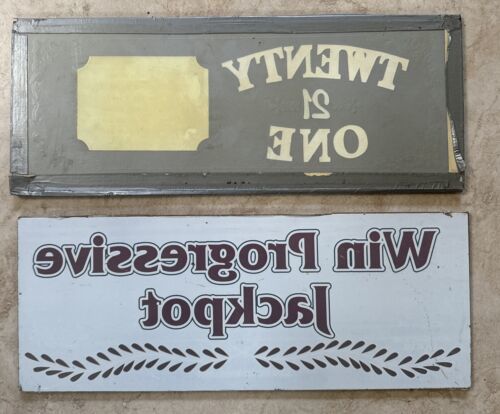 TWENTY
21
ONE
Win Progressive
Jackpot